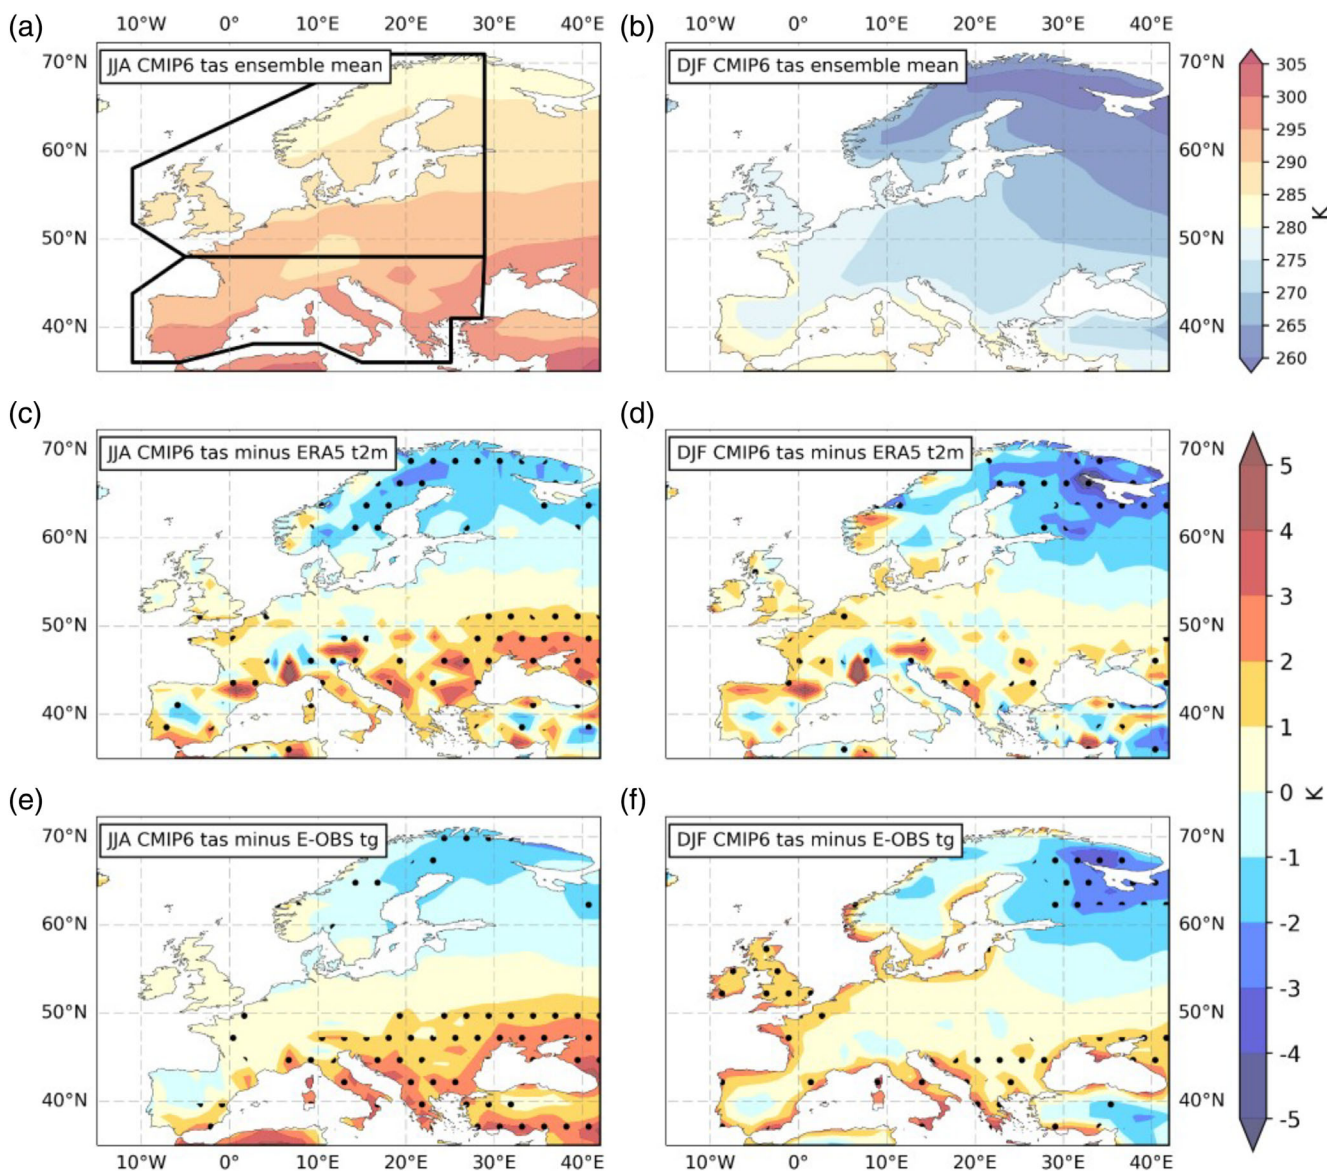 (a) 10°W 0° 10°E 20°E 30°E 40°E (b) 10°W 0° 10°E 20°E 30°E 40°E
70°N JJA CMIP6 tas ensemble mean DJF CMIP6 tas ensemble mean 70°N 305
300
60°N 60°N 295
290
285
50°N 50°N 280 K
275
270
40°N 40°N 265
260
(c) (d)
70°N JJA CMIP6 tas minus ERA5 t2m DJF CMIP6 tas minus ERA5 t2m 70°N 5
4
60°N 60°N
3
50°N 50°N
2
40°N 40°N 1
(e) (f) 0 K
70°N JJA CMIP6 tas minus E-OBS tg DJF CMIP6 tas minus E-OBS tg 70°N -1
-2
60°N 60°N
-3
50°N 50°N
-4
40°N 40°N -5
10°W 0° 10°E 20°E 30°E 40°E 10°W 0° 10°E 20°E 30°E 40°E